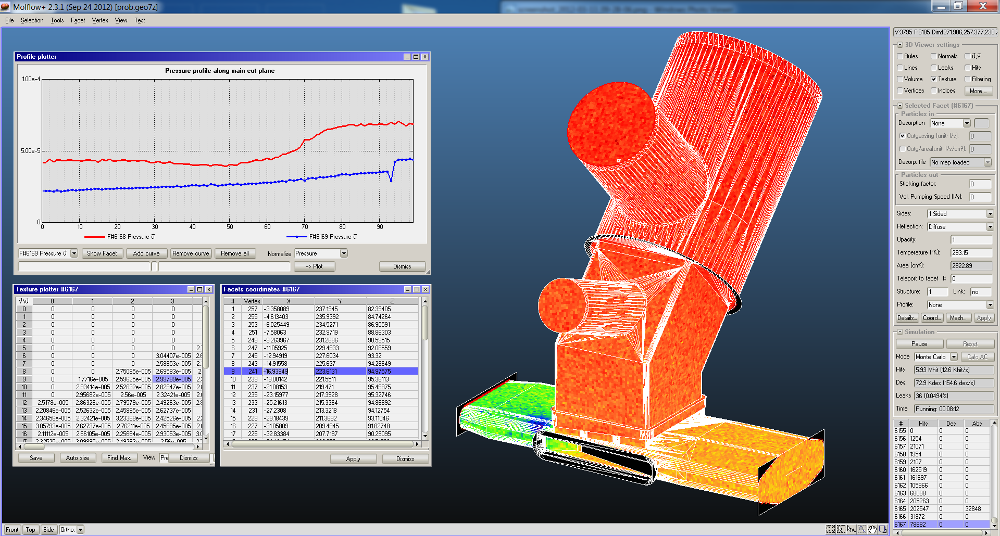 Molflow+ 2.3.1 (Sep 24 2012) [prob.geo7z]
File Selection Tools Facet Vertex View Test
Profile plotter
Pressure profile along main cut plane
1.00e-4
5.00e-5
0
0 10 20 30 40 50 60 70 80 90
F#6168 Pressure u⃗ F#6169 Pressure u⃗
F#6169 Pressure u⃗ Show Facet Add curve Remove curve Remove all Normalize Pressure
-> Plot Dismiss
Texture plotter #6167
v⃗\u⃗ 0 1 2 3
0 0 0 0 0
1 0 0 0 0
2 0 0 0 0
3 0 0 0 0
4 0 0 0 0
5 0 0 0 0
6 0 0 0 3.04407e-005
7 0 0 0 2.58853e-005
8 0 0 2.75085e-005 2.69583e-005
9 0 1.7716e-005 2.59625e-005 2.99789e-005
10 0 2.93414e-005 2.52632e-005 2.82947e-005
11 0 2.95682e-005 2.56e-005 2.32421e-005
12 2.5178e-005 2.86326e-005 2.79579e-005 2.49263e-005
13 2.20846e-005 2.52632e-005 2.45895e-005 2.62737e-005
14 2.34656e-005 2.32421e-005 3.23368e-005 2.42526e-005
15 3.05793e-005 2.62737e-005 2.76211e-005 2.45895e-005
16 2.11112e-005 2.66105e-005 2.25684e-005 2.93053e-005
17 2.32525e-005 3.09895e-005 2.49263e-005 2.56e-005
Save Auto size Find Max. View Pre Dismiss
Facets coordinates #6167
# Vertex X Y Z
1 257 -3.358089 237.1945 82.39405
2 255 -4.613403 235.9392 84.74264
3 253 -6.025449 234.5271 86.90591
4 251 -7.58063 232.9719 88.86303
5 249 -9.263967 231.2886 90.59515
6 247 -11.05925 229.4933 92.08559
7 245 -12.94919 227.6034 93.32
8 243 -14.91558 225.637 94.28649
9 241 -16.93949 223.6131 94.97575
10 239 -19.00142 221.5511 95.38113
11 237 -21.08153 219.471 95.49875
12 235 -23.15977 217.3928 95.32746
13 233 -25.21613 215.3364 94.86892
14 231 -27.2308 213.3218 94.12754
15 229 -29.18439 211.3682 93.11046
16 227 -31.05809 209.4945 91.82748
17 225 -32.83384 207.7187 90.29095
Apply Dismiss
Front Top Side Ortho.
V:3795 F:6185 Dim:(271.906,257.377,230.7
3D Viewer settings
Rules Normals u⃗,v⃗
Lines Leaks Hits
Volume Texture Filtering
Vertices Indices More ...
Selected Facet (#6167)
Particles in
Desorption None
Outgassing (unit· l/s): 0
Outg/area(unit· l/s/cm²): 0
Desorp. file No map loaded
Particles out
Sticking factor: 0
Vol. Pumping Speed (l/s): 0
Sides: 1 Sided
Reflection: Diffuse
Opacity: 1
Temperature (°K): 293.15
Area (cm²): 2822.89
Teleport to facet # 0
Structure: 1 Link: no
Profile: None
Details... Coord... Mesh... Apply
Simulation
Pause Reset
Mode Monte Carlo Calc AC
Hits 5.93 Mhit (12.6 Khit/s)
Des. 72.9 Kdes (154.6 des/s)
Leaks 36 (0.0494%)
Time Running: 00:08:12
# Hits Des Abs
6155 0 0 0
6156 1254 0 0
6157 21071 0 0
6158 1954 0 0
6159 2107 0 0
6160 162519 0 0
6161 161697 0 0
6162 105966 0 0
6163 68098 0 0
6164 205263 0 0
6165 202547 0 32848
6166 31872 0 0
6167 78682 0 0